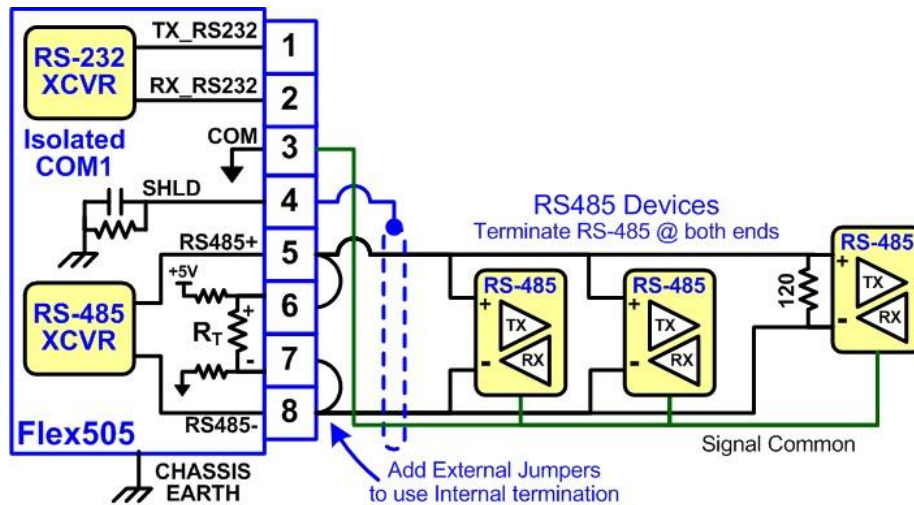 TX_RS232
RS-232
XCVR
RX_RS232
Isolated
COM1
COM
SHLD
RS485+
+5V
RT
+
-
RS-485
XCVR
RS485-
Flex505
CHASSIS
EARTH
1
2
3
4
5
6
7
8
RS485 Devices
Terminate RS-485 @ both ends
RS-485
+
TX
-
RX
RS-485
+
TX
-
RX
120
RS-485
+
TX
-
RX
Signal Common
Add External Jumpers
to use Internal termination